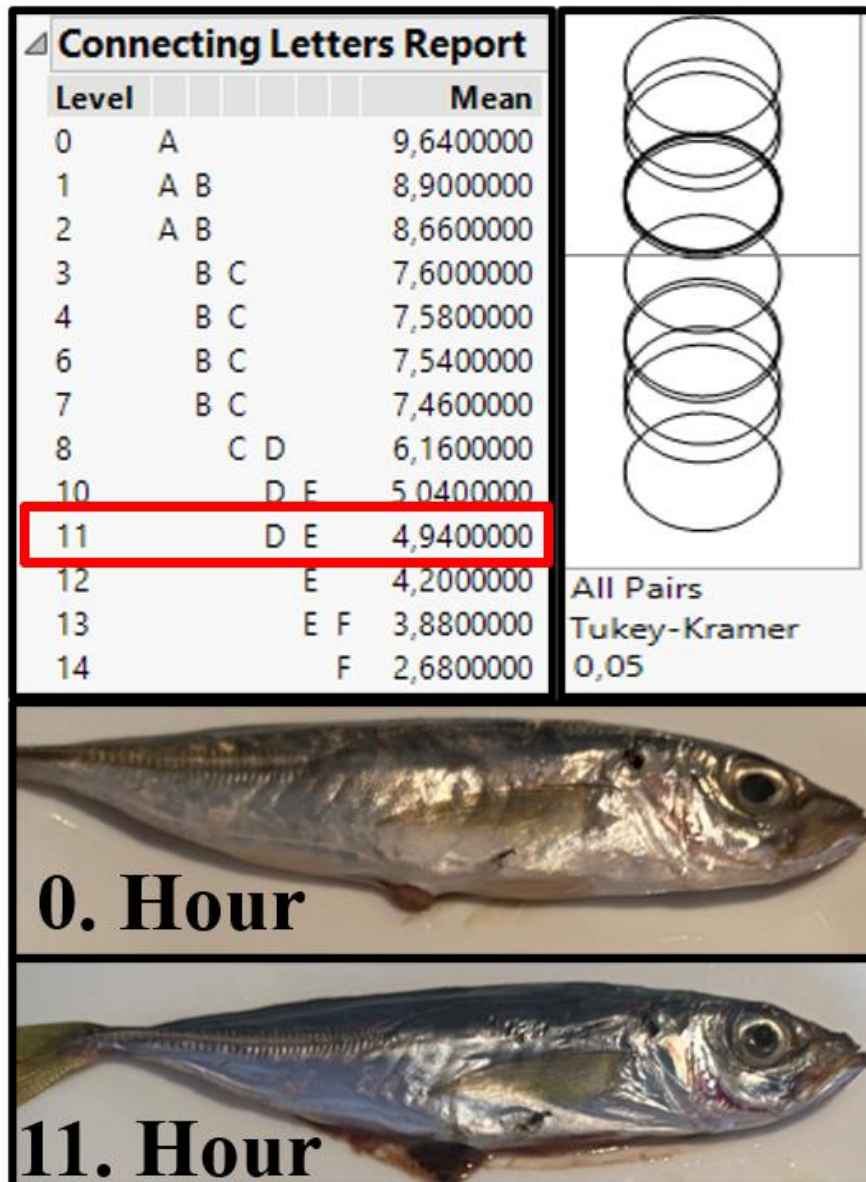 Connecting Letters Report
Level Mean
0 A 9,6400000
1 A B 8,9000000
2 A B 8,6600000
3 B C 7,6000000
4 B C 7,5800000
6 B C 7,5400000
7 B C 7,4600000
8 C D 6,1600000
10 D E 5,0400000
11 D E 4,9400000
12 E 4,2000000
13 E F 3,8800000
14 F 2,6800000
All Pairs
Tukey-Kramer
0,05
0. Hour
11. Hour